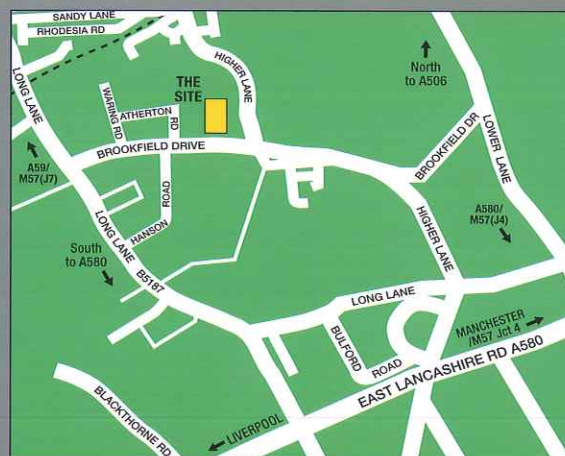 SANDY LANE
RHODESIA RD
LONG LANE
HIGHER LANE
North
to A506
THE
SITE
WARING RD
ATHERTON
RD
BROOKFIELD DRIVE
BROOKFIELD DR
LOWER LANE
A59/
M57(J7)
ROAD
HANSON
LONG LANE
South
to A580
B5187
HIGHER LANE
A580/
M57(J4)
LONG LANE
BULFORD
ROAD
MANCHESTER
/M57 Jct 4
EAST LANCASHIRE RD A580
LIVERPOOL
BLACKTHORNE RD